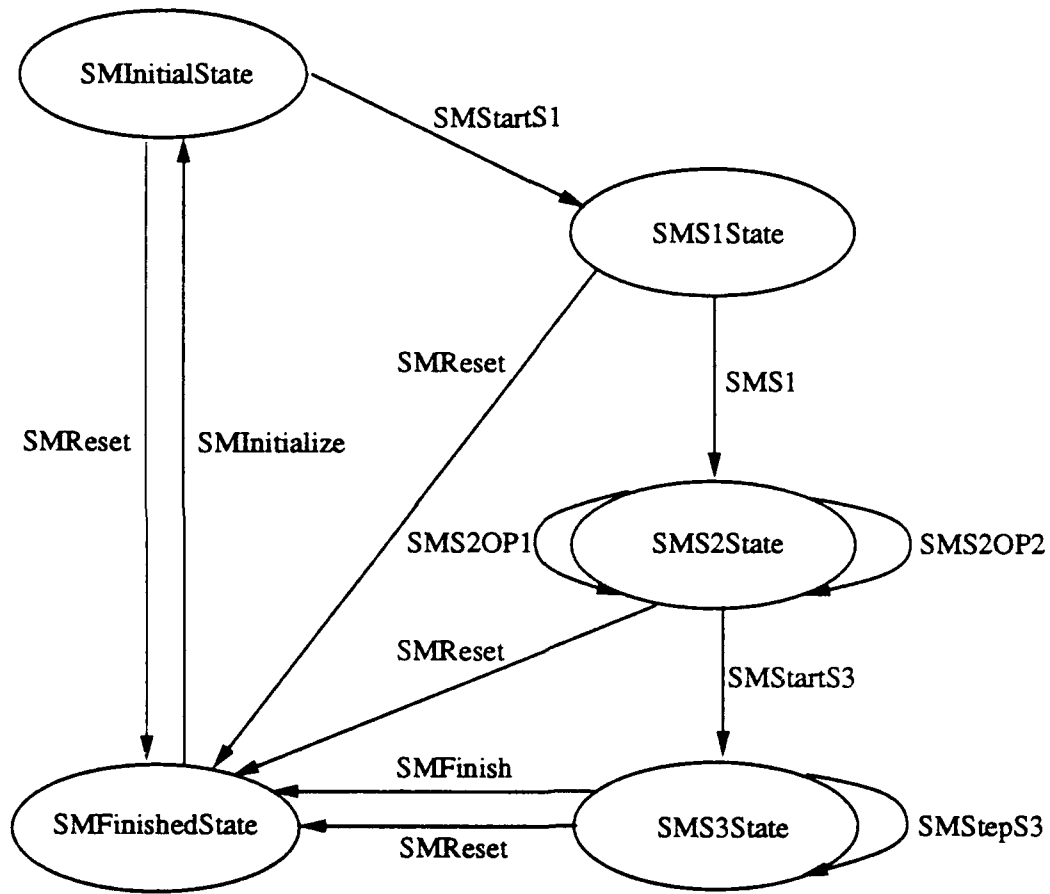 SMInitialState
SMStartS1
SMS1State
SMReset
SMS1
SMReset
SMInitialize
SMS2OP1
SMS2State
SMS2OP2
SMReset
SMStartS3
SMFinish
SMFinishedState
SMS3State
SMStepS3
SMReset